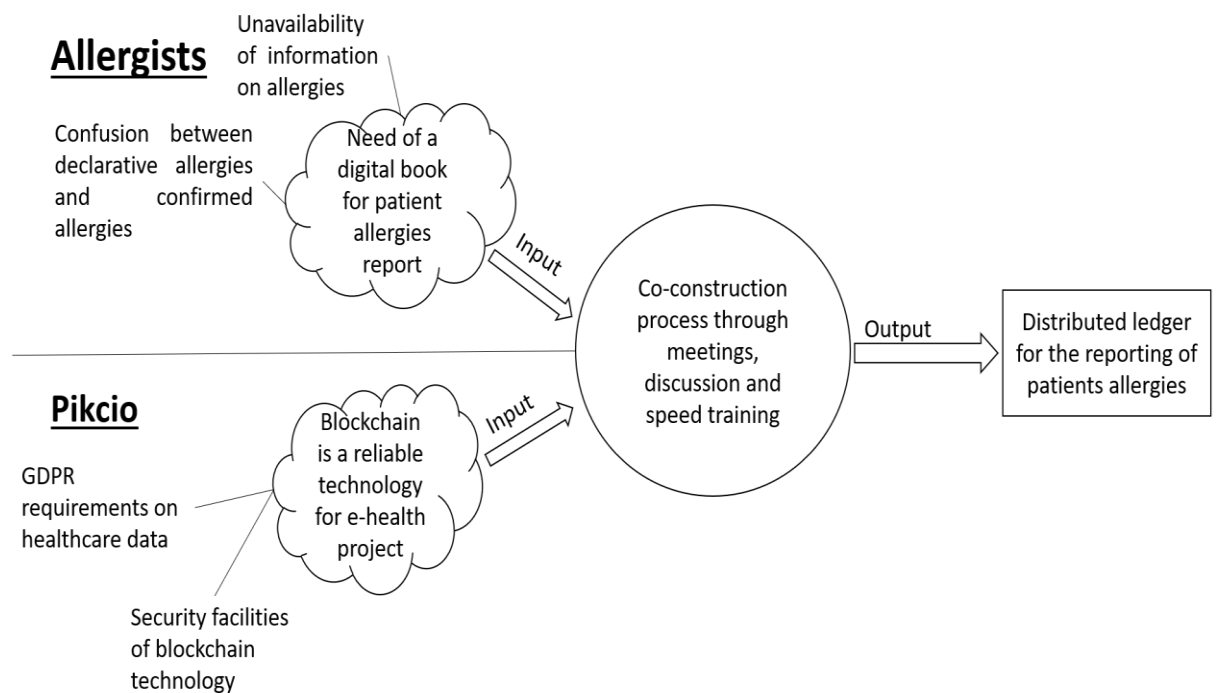 Allergists
Unavailability
of information
on allergies
Confusion between
declarative allergies
and confirmed
allergies
Need of a
digital book
for patient
allergies
report
Input
Co-construction
process through
meetings,
discussion and
speed training
Output
Distributed ledger
for the reporting of
patients allergies
Pikcio
Blockchain
is a reliable
technology
for e-health
project
Input
GDPR
requirements on
healthcare data
Security facilities
of blockchain
technology